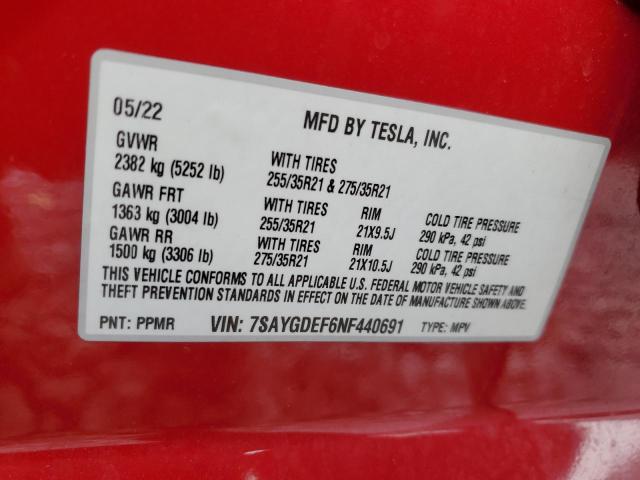 05/22
MFD BY TESLA, INC.
GVWR
2382 kg (5252 lb)
WITH TIRES
255/35R21 & 275/35R21
GAWR FRT
1363 kg (3004 lb)
WITH TIRES
255/35R21
RIM
21X9.5J
COLD TIRE PRESSURE
290 kPa, 42 psi
GAWR RR
1500 kg (3306 lb)
WITH TIRES
275/35R21
RIM
21X10.5J
COLD TIRE PRESSURE
290 kPa, 42 psi
THIS VEHICLE CONFORMS TO ALL APPLICABLE U.S. FEDERAL MOTOR VEHICLE SAFETY AND
THEFT PREVENTION STANDARDS IN EFFECT ON THE DATE OF MANUFACTURE SHOWN ABOVE.
PNT: PPMR VIN: 7SAYGDEF6NF440691 TYPE: MPV